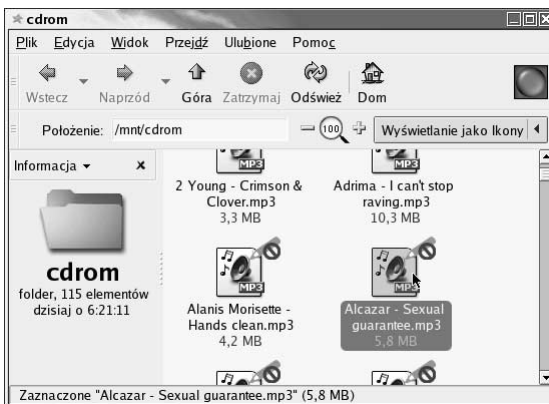 cdrom
Plik Edycja Widok Przejdź Ulubione Pomoc
Wstecz Naprzód Góra Zatrzymaj Odśwież Dom
Położenie: /mnt/cdrom 100 Wyświetlanie jako Ikony
Informacja
cdrom
folder, 115 elementów
dzisiaj o 6:21:11
MP3 MP3
2 Young - Crimson &
Clover.mp3
3,3 MB
Adrima - I can't stop
raving.mp3
10,3 MB
MP3 MP3
Alanis Morisette -
Hands clean.mp3
4,2 MB
Alcazar - Sexual
guarantee.mp3
5,8 MB
Zaznaczone "Alcazar - Sexual guarantee.mp3" (5,8 MB)